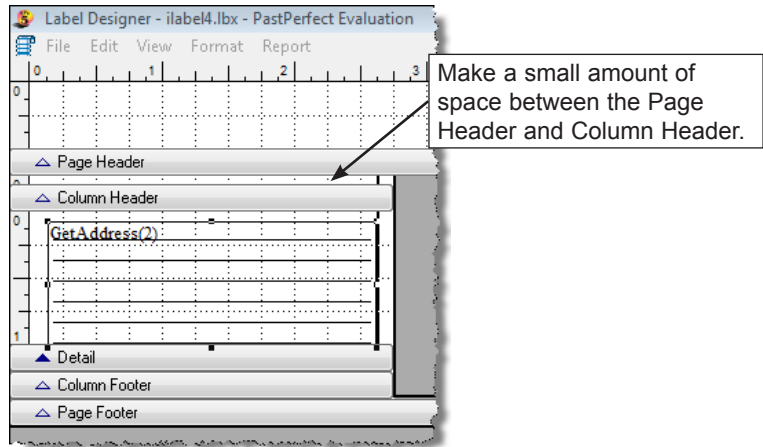 Label Designer - ilabel4.lbx - PastPerfect Evaluation
File Edit View Format Report
0 1 2 3
Make a small amount of
space between the Page
Header and Column Header.
0
Page Header
Column Header
0
GetAddress(2)
1
Detail
Column Footer
Page Footer